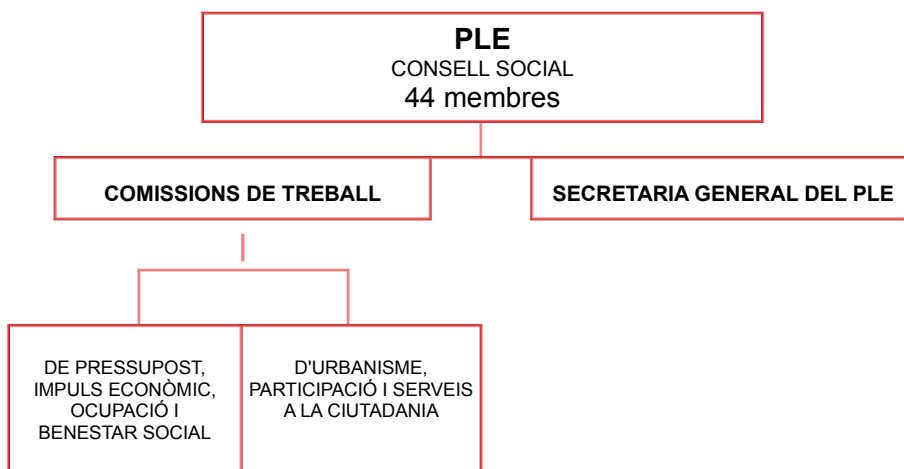 PLE
CONSELL SOCIAL
44 membres
COMISSIONS DE TREBALL
SECRETARIA GENERAL DEL PLE
DE PRESSUPOST,
IMPULS ECONÒMIC,
OCUPACIÓ I
BENESTAR SOCIAL
D'URBANISME,
PARTICIPACIÓ I SERVEIS
A LA CIUTADANIA